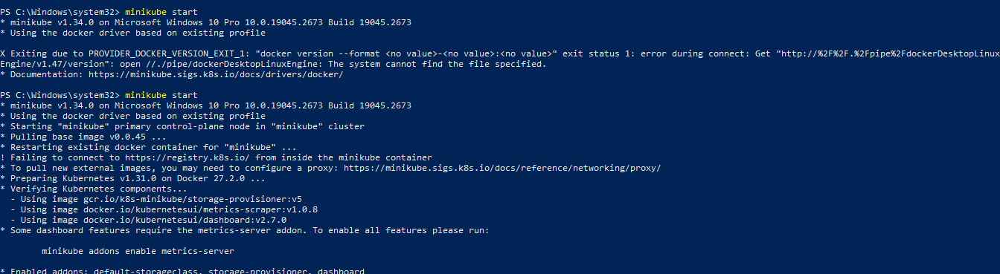 PS C:\Windows\system32> minikube start
* minikube v1.34.0 on Microsoft Windows 10 Pro 10.0.19045.2673 Build 19045.2673
* Using the docker driver based on existing profile
X Exiting due to PROVIDER_DOCKER_VERSION_EXIT_1: "docker version --format <no value>-<no value>:<no value>" exit status 1: error during connect: Get "http://%2F%2F.%2Fpipe%2FdockerDesktopLinux
Engine/v1.47/version": open //./pipe/dockerDesktopLinuxEngine: The system cannot find the file specified.
* Documentation: https://minikube.sigs.k8s.io/docs/drivers/docker/
PS C:\Windows\system32> minikube start
* minikube v1.34.0 on Microsoft Windows 10 Pro 10.0.19045.2673 Build 19045.2673
* Using the docker driver based on existing profile
* Starting "minikube" primary control-plane node in "minikube" cluster
* Pulling base image v0.0.45 ...
* Restarting existing docker container for "minikube" ...
! Failing to connect to https://registry.k8s.io/ from inside the minikube container
* To pull new external images, you may need to configure a proxy: https://minikube.sigs.k8s.io/docs/reference/networking/proxy/
* Preparing Kubernetes v1.31.0 on Docker 27.2.0 ...
* Verifying Kubernetes components...
  - Using image gcr.io/k8s-minikube/storage-provisioner:v5
  - Using image docker.io/kubernetesui/metrics-scraper:v1.0.8
  - Using image docker.io/kubernetesui/dashboard:v2.7.0
* Some dashboard features require the metrics-server addon. To enable all features please run:
        minikube addons enable metrics-server
* Enabled addons: default-storageclass, storage-provisioner, dashboard